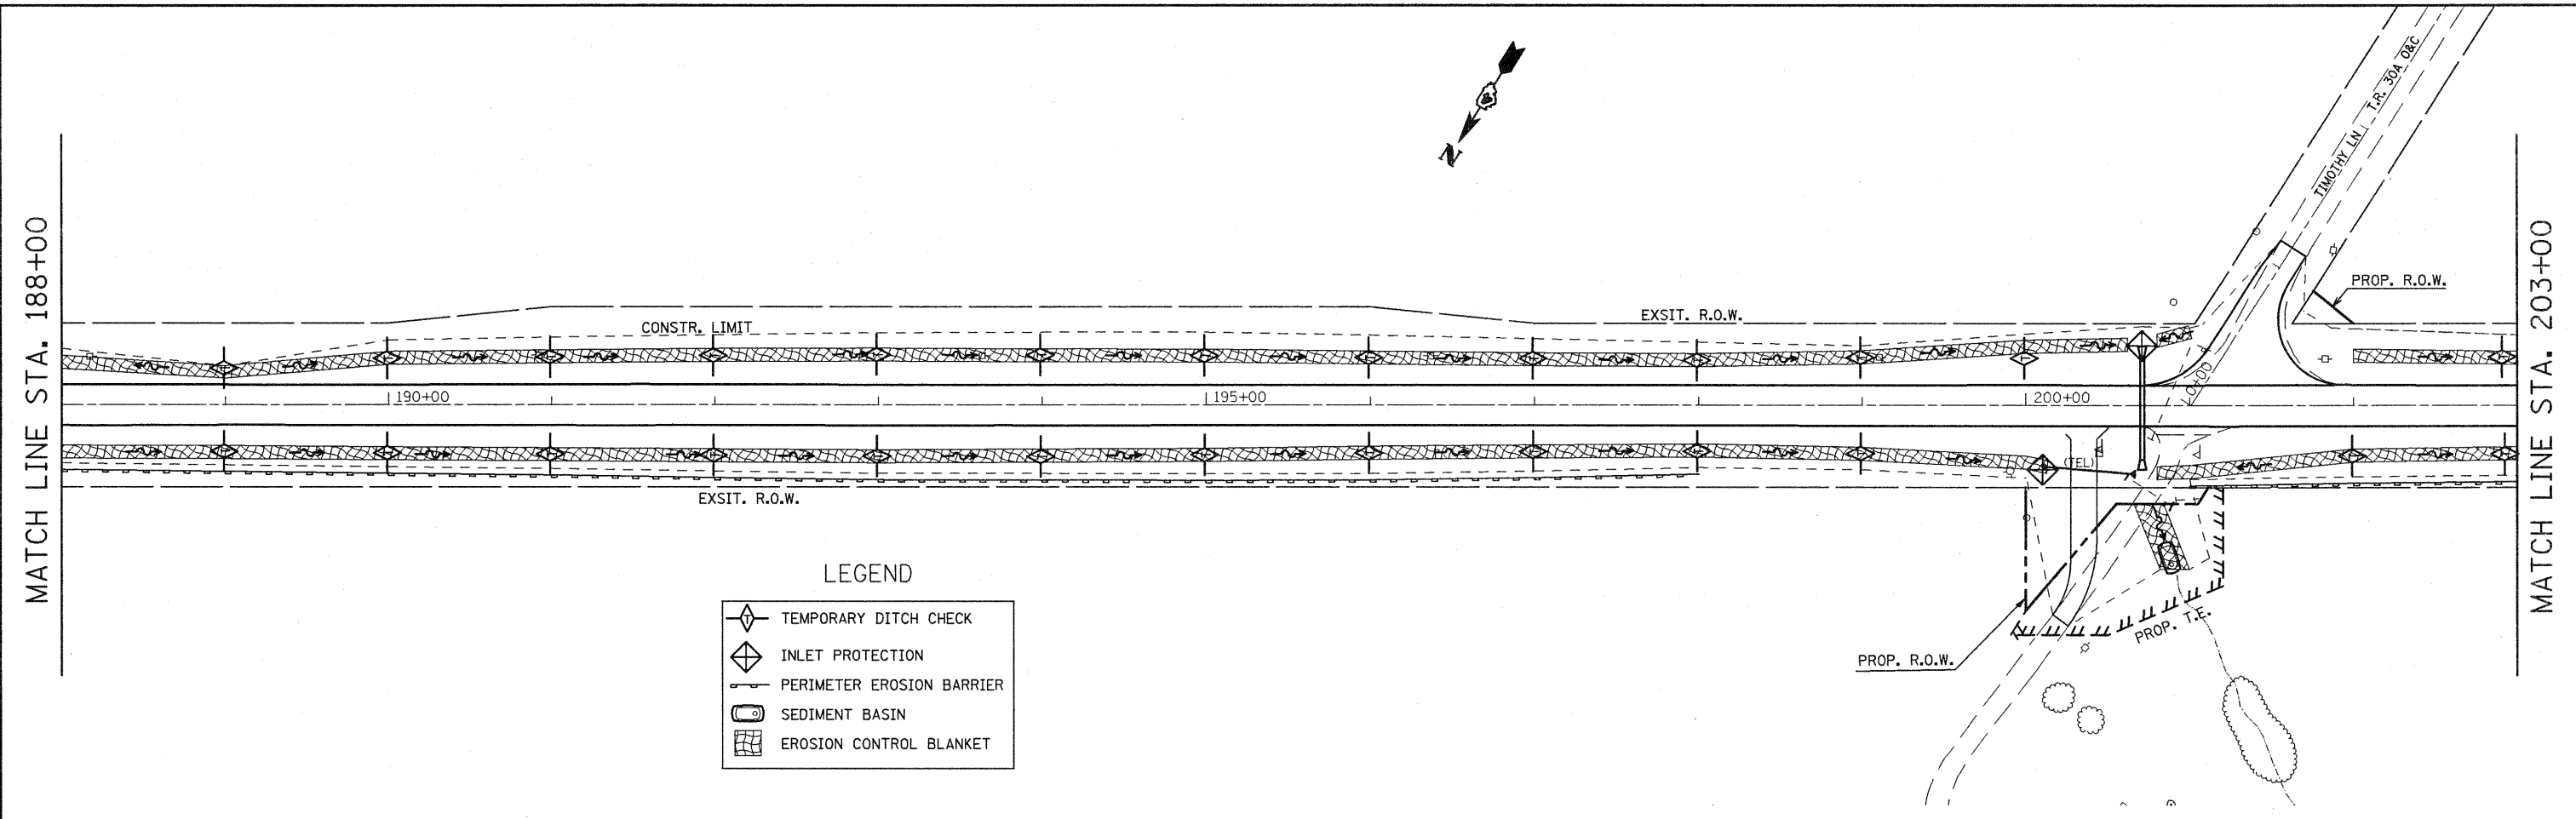 MATCH LINE STA. 188+00
N
TIMOTHY LN
T.R. 30A O&C
PROP. R.O.W.
CONSTR. LIMIT
EXSIT. R.O.W.
190+00
195+00
200+00
10+00
(TEL)
EXSIT. R.O.W.
PROP. R.O.W.
PROP. T.E.
LEGEND
T TEMPORARY DITCH CHECK
INLET PROTECTION
PERIMETER EROSION BARRIER
SEDIMENT BASIN
EROSION CONTROL BLANKET
MATCH LINE STA. 203+00